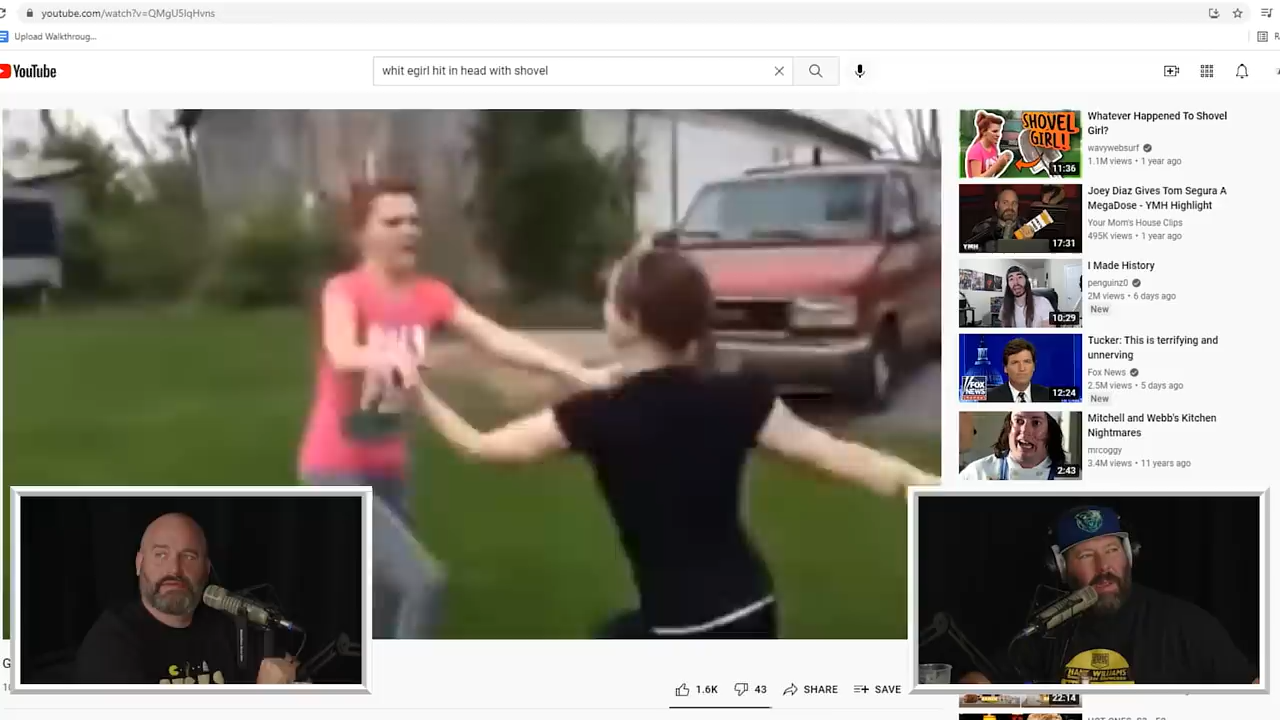 youtube.com/watch?v=QMgU5IqHvns
Upload Walkthroug...
YouTube
whit egirl hit in head with shovel
SHOVEL
GIRL!
11:36
Whatever Happened To Shovel
Girl?
wavywebsurf
1.1M views • 1 year ago
YMH
17:31
Joey Diaz Gives Tom Segura A
MegaDose - YMH Highlight
Your Mom's House Clips
495K views • 1 year ago
10:29
I Made History
penguinz0
2M views • 6 days ago
New
FOX
NEWS
12:24
Tucker: This is terrifying and
unnerving
Fox News
2.5M views • 5 days ago
New
2:43
Mitchell and Webb's Kitchen
Nightmares
mrcoggy
3.4M views • 11 years ago
G
1.6K
43
SHARE
SAVE
22:14